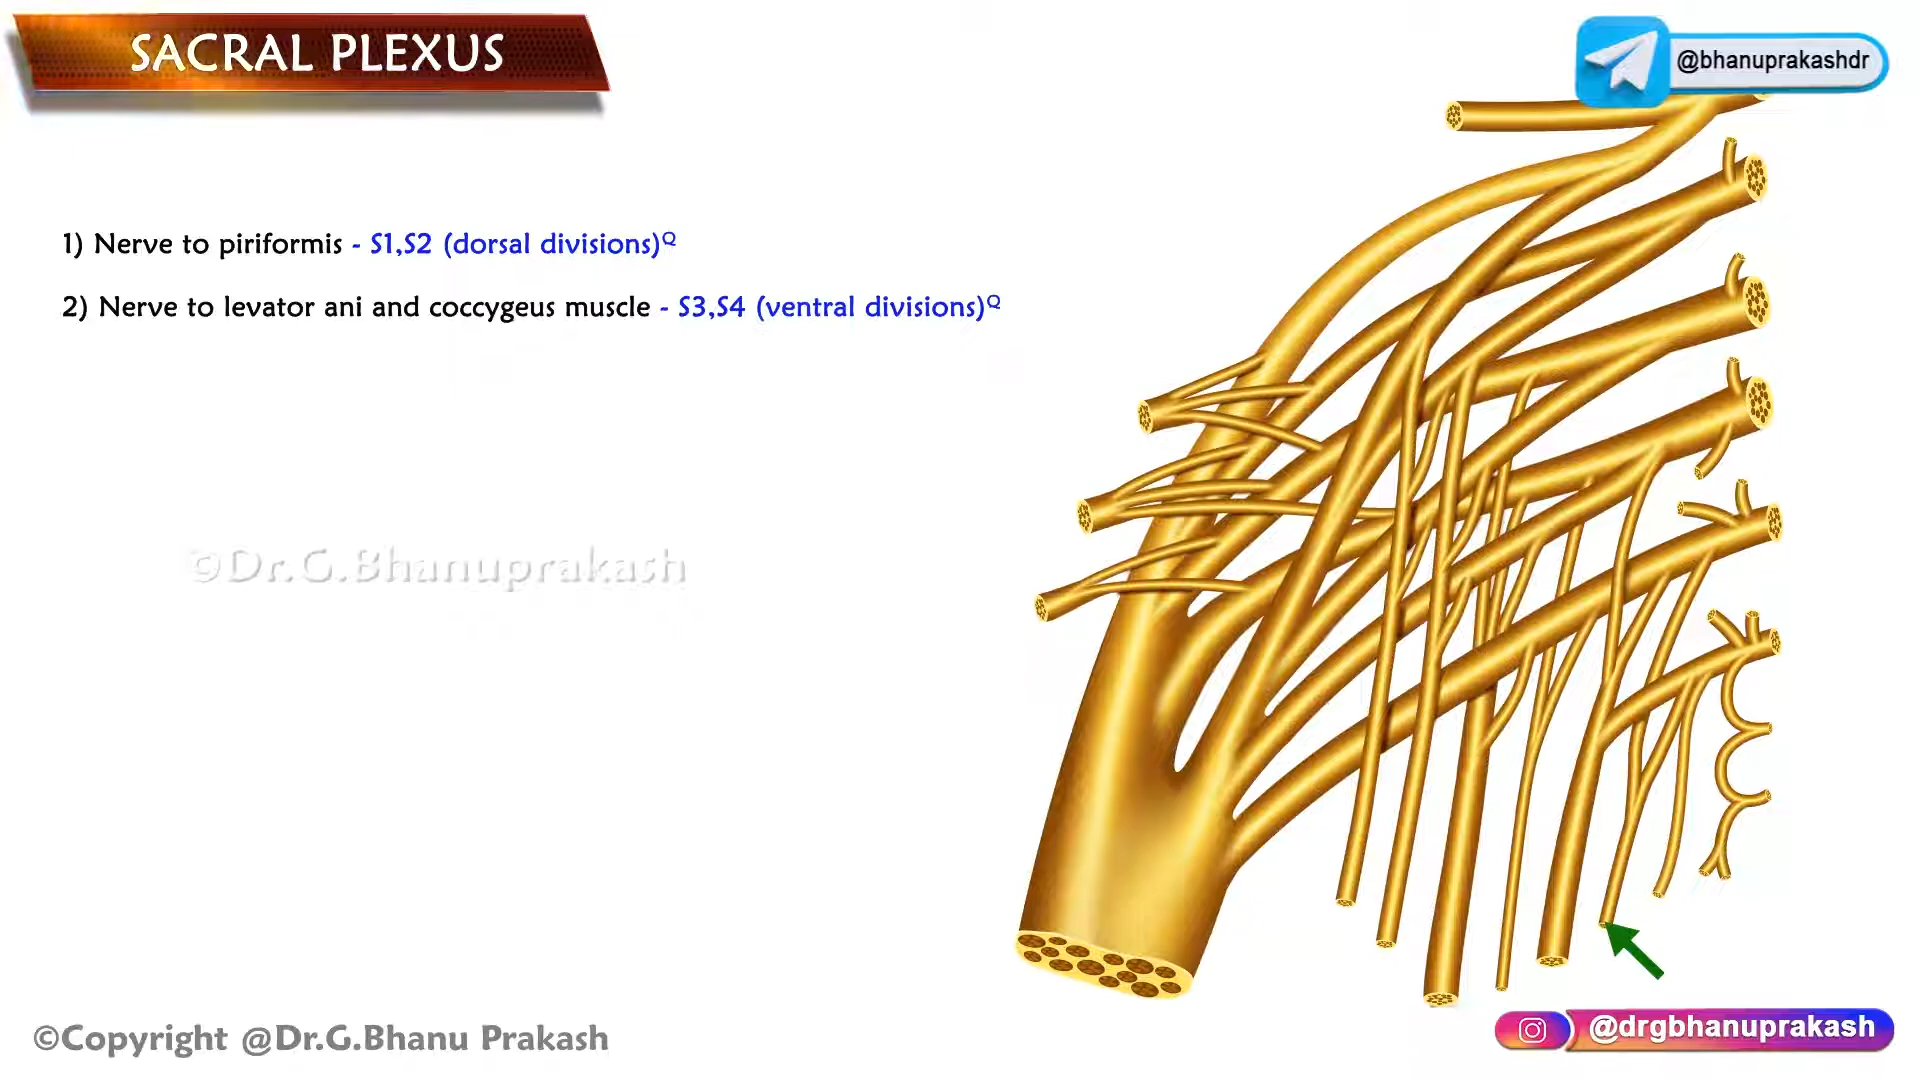 SACRAL PLEXUS
@bhanuprakashdr
1) Nerve to piriformis - S1,S2 (dorsal divisions)Q
2) Nerve to levator ani and coccygeus muscle - S3,S4 (ventral divisions)Q
©Dr.G.Bhanuprakash
©Copyright @Dr.G.Bhanu Prakash
@drgbhanuprakash